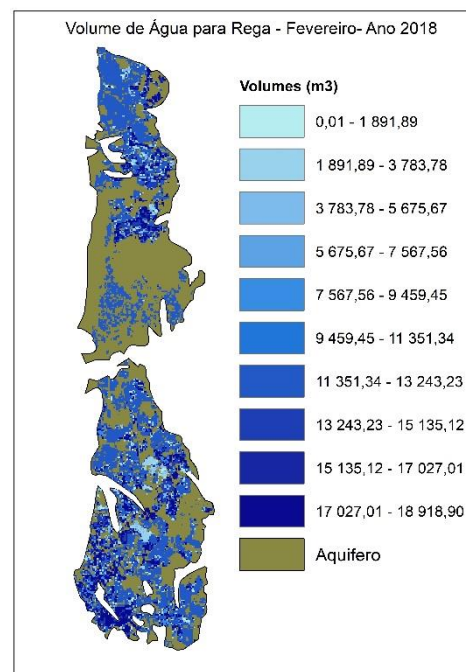 Volume de Água para Rega - Fevereiro- Ano 2018
Volumes (m3)
0,01 - 1 891,89
1 891,89 - 3 783,78
3 783,78 - 5 675,67
5 675,67 - 7 567,56
7 567,56 - 9 459,45
9 459,45 - 11 351,34
11 351,34 - 13 243,23
13 243,23 - 15 135,12
15 135,12 - 17 027,01
17 027,01 - 18 918,90
Aquifero